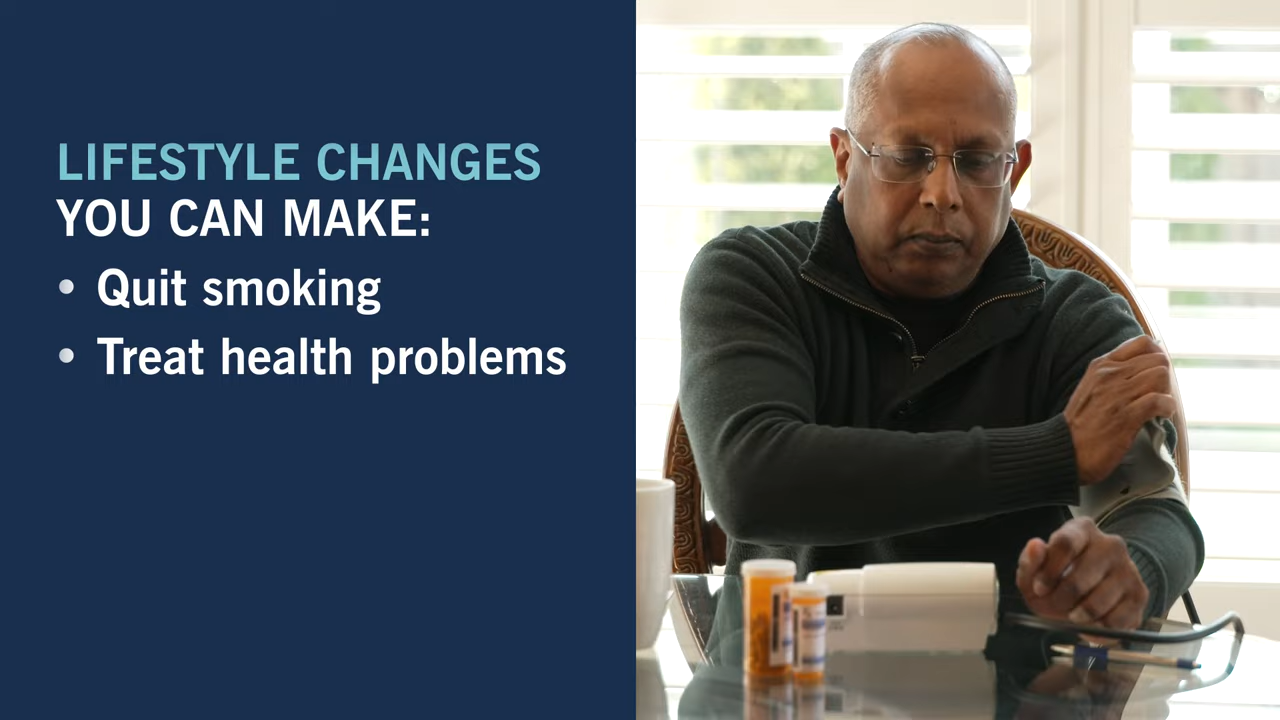 LIFESTYLE CHANGES
YOU CAN MAKE:
• Quit smoking
• Treat health problems